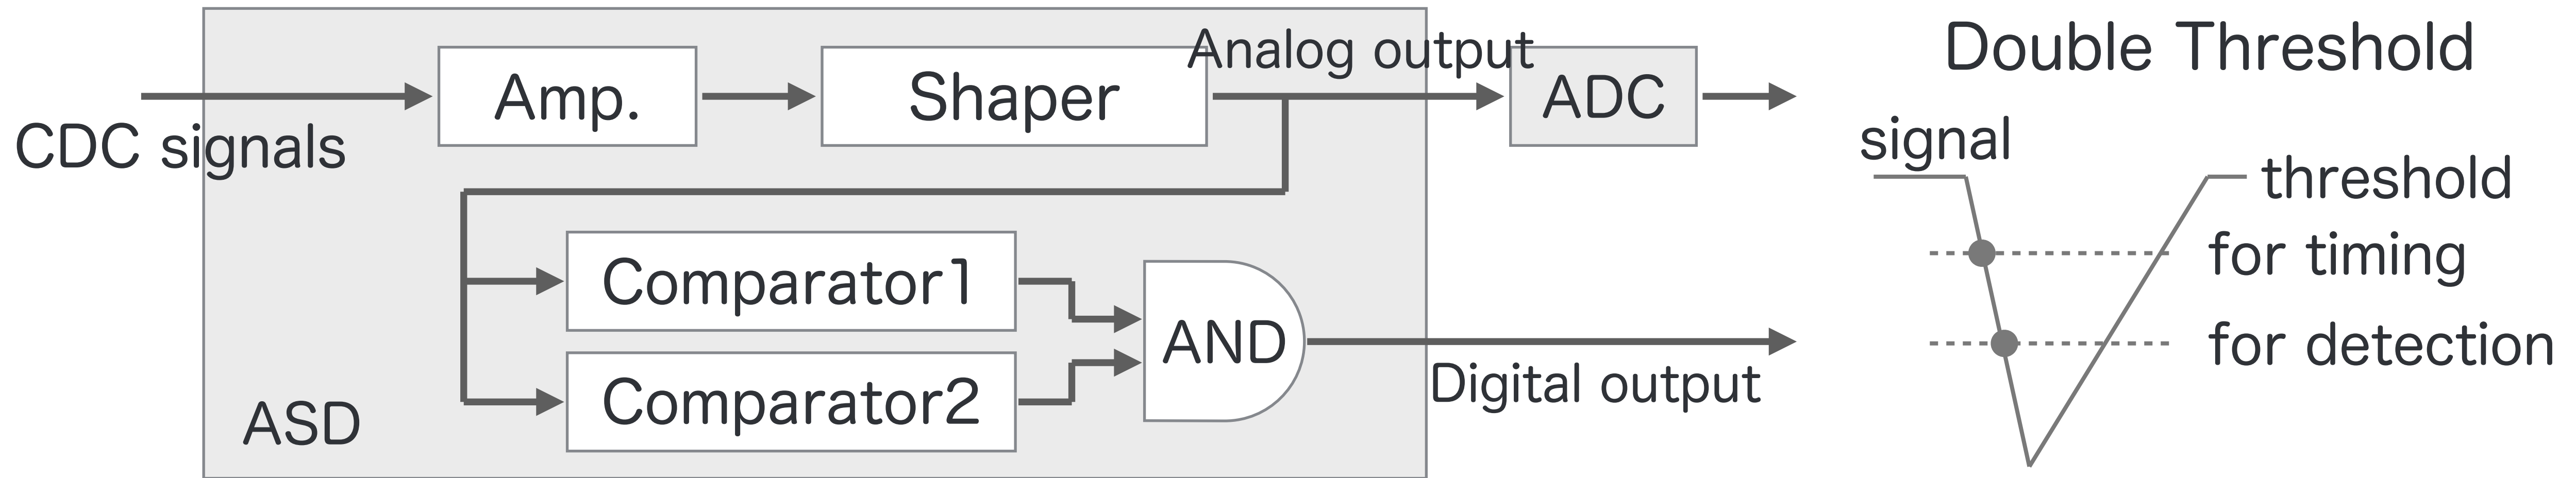 CDC signals
Amp.
Shaper
Analog output
ADC
Comparator1
Comparator2
AND
Digital output
ASD
Double Threshold
signal
threshold
for timing
for detection